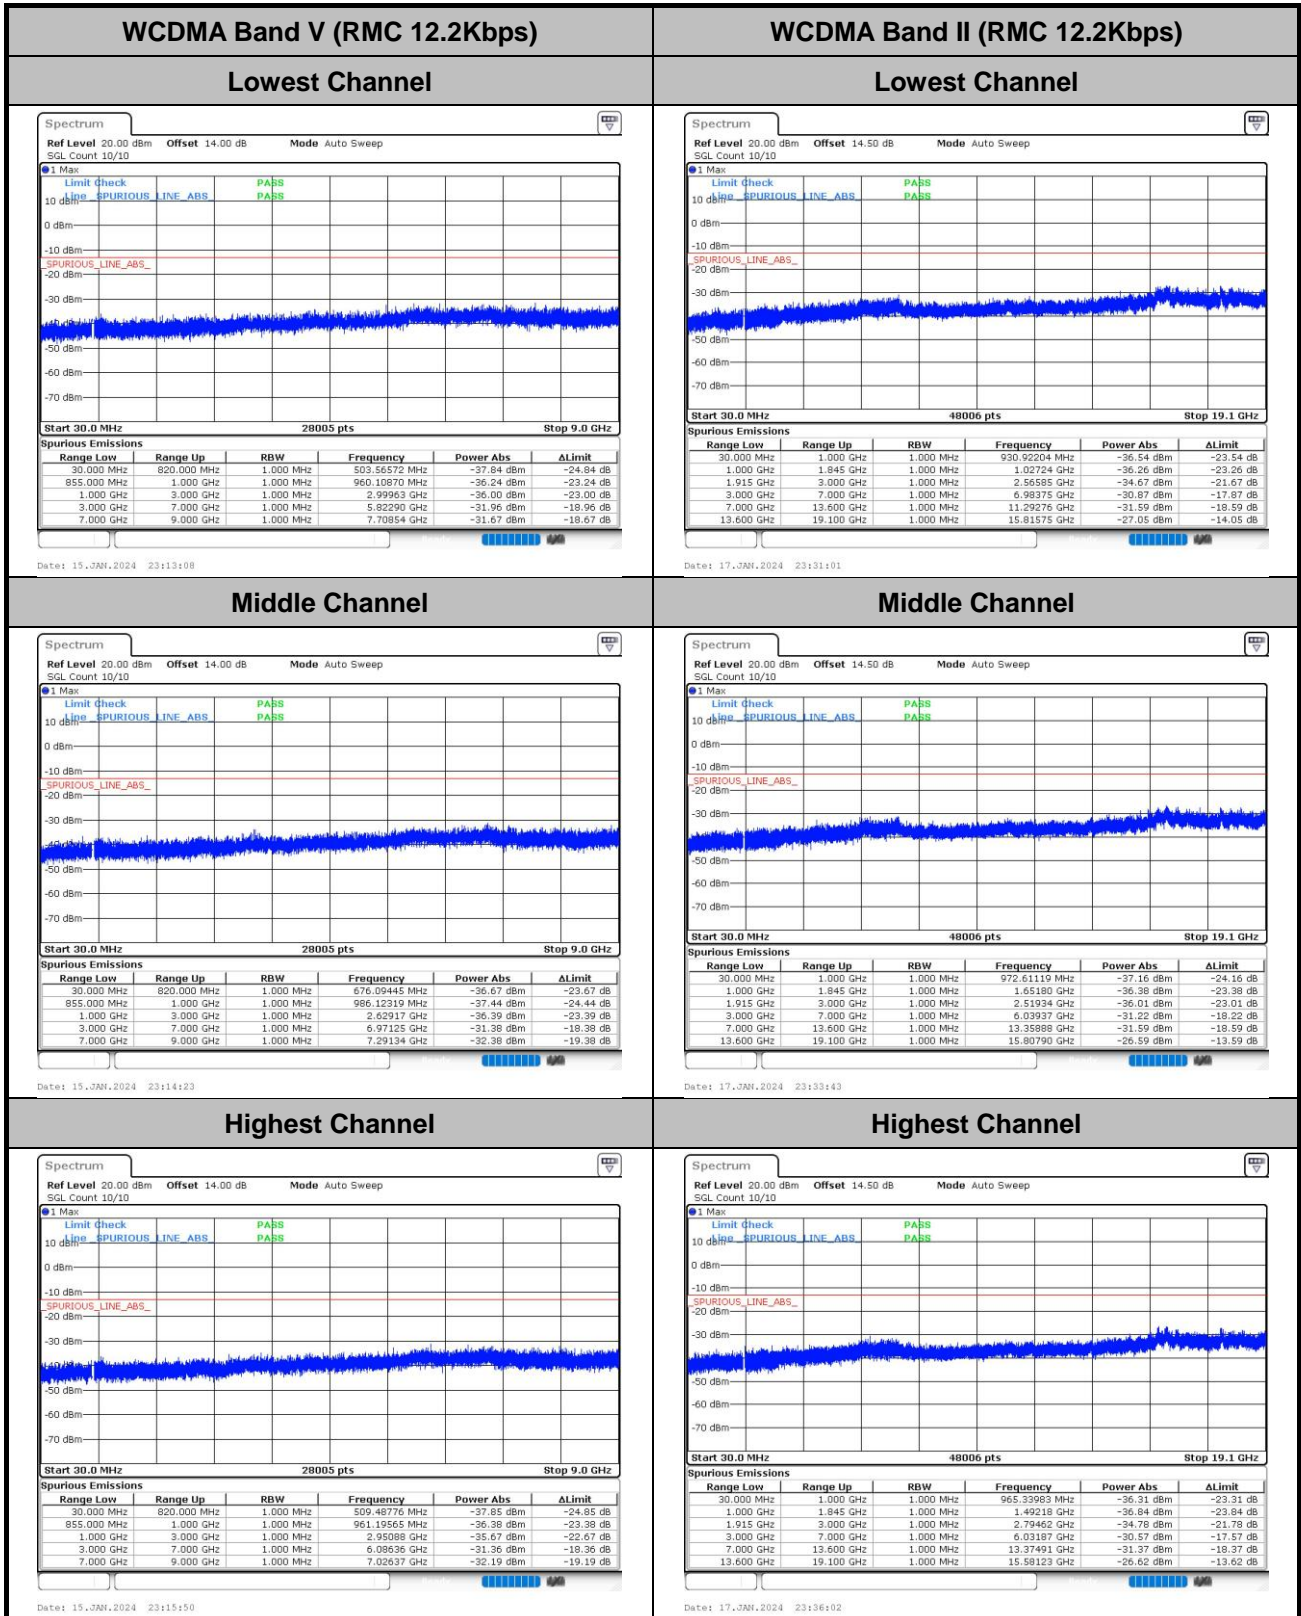 WCDMA Band V (RMC 12.2Kbps) WCDMA Band II (RMC 12.2Kbps)
Lowest Channel Lowest Channel
Spectrum
Ref Level 20.00 dBm Offset 14.00 dB Mode Auto Sweep
SGL Count 10/10
1 Max
Limit Check PASS
10 dBm Line _SPURIOUS_LINE_ABS_ PASS
0 dBm
-10 dBm
_SPURIOUS_LINE_ABS_
-20 dBm
-30 dBm
-50 dBm
-60 dBm
-70 dBm
Start 30.0 MHz 28005 pts Stop 9.0 GHz
Spurious Emissions
Range Low Range Up RBW Frequency Power Abs ΔLimit
30.000 MHz 820.000 MHz 1.000 MHz 503.56572 MHz -37.84 dBm -24.84 dB
855.000 MHz 1.000 GHz 1.000 MHz 960.10870 MHz -36.24 dBm -23.24 dB
1.000 GHz 3.000 GHz 1.000 MHz 2.99963 GHz -36.00 dBm -23.00 dB
3.000 GHz 7.000 GHz 1.000 MHz 5.82290 GHz -31.96 dBm -18.96 dB
7.000 GHz 9.000 GHz 1.000 MHz 7.70854 GHz -31.67 dBm -18.67 dB
Date: 15.JAN.2024 23:13:08
Spectrum
Ref Level 20.00 dBm Offset 14.50 dB Mode Auto Sweep
SGL Count 10/10
1 Max
Limit Check PASS
10 dBm Line _SPURIOUS_LINE_ABS_ PASS
0 dBm
-10 dBm
_SPURIOUS_LINE_ABS_
-20 dBm
-30 dBm
-50 dBm
-60 dBm
-70 dBm
Start 30.0 MHz 48006 pts Stop 19.1 GHz
Spurious Emissions
Range Low Range Up RBW Frequency Power Abs ΔLimit
30.000 MHz 1.000 GHz 1.000 MHz 930.92204 MHz -36.54 dBm -23.54 dB
1.000 GHz 1.845 GHz 1.000 MHz 1.02724 GHz -36.26 dBm -23.26 dB
1.915 GHz 3.000 GHz 1.000 MHz 2.56585 GHz -34.67 dBm -21.67 dB
3.000 GHz 7.000 GHz 1.000 MHz 6.98375 GHz -30.87 dBm -17.87 dB
7.000 GHz 13.600 GHz 1.000 MHz 11.29276 GHz -31.59 dBm -18.59 dB
13.600 GHz 19.100 GHz 1.000 MHz 15.81575 GHz -27.05 dBm -14.05 dB
Date: 17.JAN.2024 23:31:01
Middle Channel Middle Channel
Spectrum
Ref Level 20.00 dBm Offset 14.00 dB Mode Auto Sweep
SGL Count 10/10
1 Max
Limit Check PASS
10 dBm Line _SPURIOUS_LINE_ABS_ PASS
0 dBm
-10 dBm
_SPURIOUS_LINE_ABS_
-20 dBm
-30 dBm
-50 dBm
-60 dBm
-70 dBm
Start 30.0 MHz 28005 pts Stop 9.0 GHz
Spurious Emissions
Range Low Range Up RBW Frequency Power Abs ΔLimit
30.000 MHz 820.000 MHz 1.000 MHz 676.09445 MHz -36.67 dBm -23.67 dB
855.000 MHz 1.000 GHz 1.000 MHz 986.12319 MHz -37.44 dBm -24.44 dB
1.000 GHz 3.000 GHz 1.000 MHz 2.62917 GHz -36.39 dBm -23.39 dB
3.000 GHz 7.000 GHz 1.000 MHz 6.97125 GHz -31.38 dBm -18.38 dB
7.000 GHz 9.000 GHz 1.000 MHz 7.29134 GHz -32.38 dBm -19.38 dB
Date: 15.JAN.2024 23:14:23
Spectrum
Ref Level 20.00 dBm Offset 14.50 dB Mode Auto Sweep
SGL Count 10/10
1 Max
Limit Check PASS
10 dBm Line _SPURIOUS_LINE_ABS_ PASS
0 dBm
-10 dBm
_SPURIOUS_LINE_ABS_
-20 dBm
-30 dBm
-50 dBm
-60 dBm
-70 dBm
Start 30.0 MHz 48006 pts Stop 19.1 GHz
Spurious Emissions
Range Low Range Up RBW Frequency Power Abs ΔLimit
30.000 MHz 1.000 GHz 1.000 MHz 972.61119 MHz -37.16 dBm -24.16 dB
1.000 GHz 1.845 GHz 1.000 MHz 1.65180 GHz -36.38 dBm -23.38 dB
1.915 GHz 3.000 GHz 1.000 MHz 2.51934 GHz -36.01 dBm -23.01 dB
3.000 GHz 7.000 GHz 1.000 MHz 6.03937 GHz -31.22 dBm -18.22 dB
7.000 GHz 13.600 GHz 1.000 MHz 13.35888 GHz -31.59 dBm -18.59 dB
13.600 GHz 19.100 GHz 1.000 MHz 15.80790 GHz -26.59 dBm -13.59 dB
Date: 17.JAN.2024 23:33:43
Highest Channel Highest Channel
Spectrum
Ref Level 20.00 dBm Offset 14.00 dB Mode Auto Sweep
SGL Count 10/10
1 Max
Limit Check PASS
10 dBm Line _SPURIOUS_LINE_ABS_ PASS
0 dBm
-10 dBm
_SPURIOUS_LINE_ABS_
-20 dBm
-30 dBm
-50 dBm
-60 dBm
-70 dBm
Start 30.0 MHz 28005 pts Stop 9.0 GHz
Spurious Emissions
Range Low Range Up RBW Frequency Power Abs ΔLimit
30.000 MHz 820.000 MHz 1.000 MHz 509.48776 MHz -37.85 dBm -24.85 dB
855.000 MHz 1.000 GHz 1.000 MHz 961.19565 MHz -36.38 dBm -23.38 dB
1.000 GHz 3.000 GHz 1.000 MHz 2.95088 GHz -35.67 dBm -22.67 dB
3.000 GHz 7.000 GHz 1.000 MHz 6.08636 GHz -31.36 dBm -18.36 dB
7.000 GHz 9.000 GHz 1.000 MHz 7.02637 GHz -32.19 dBm -19.19 dB
Date: 15.JAN.2024 23:15:50
Spectrum
Ref Level 20.00 dBm Offset 14.50 dB Mode Auto Sweep
SGL Count 10/10
1 Max
Limit Check PASS
10 dBm Line _SPURIOUS_LINE_ABS_ PASS
0 dBm
-10 dBm
_SPURIOUS_LINE_ABS_
-20 dBm
-30 dBm
-50 dBm
-60 dBm
-70 dBm
Start 30.0 MHz 48006 pts Stop 19.1 GHz
Spurious Emissions
Range Low Range Up RBW Frequency Power Abs ΔLimit
30.000 MHz 1.000 GHz 1.000 MHz 965.33983 MHz -36.31 dBm -23.31 dB
1.000 GHz 1.845 GHz 1.000 MHz 1.49218 GHz -36.84 dBm -23.84 dB
1.915 GHz 3.000 GHz 1.000 MHz 2.79462 GHz -34.78 dBm -21.78 dB
3.000 GHz 7.000 GHz 1.000 MHz 6.03187 GHz -30.57 dBm -17.57 dB
7.000 GHz 13.600 GHz 1.000 MHz 13.37491 GHz -31.37 dBm -18.37 dB
13.600 GHz 19.100 GHz 1.000 MHz 15.58123 GHz -26.62 dBm -13.62 dB
Date: 17.JAN.2024 23:36:02